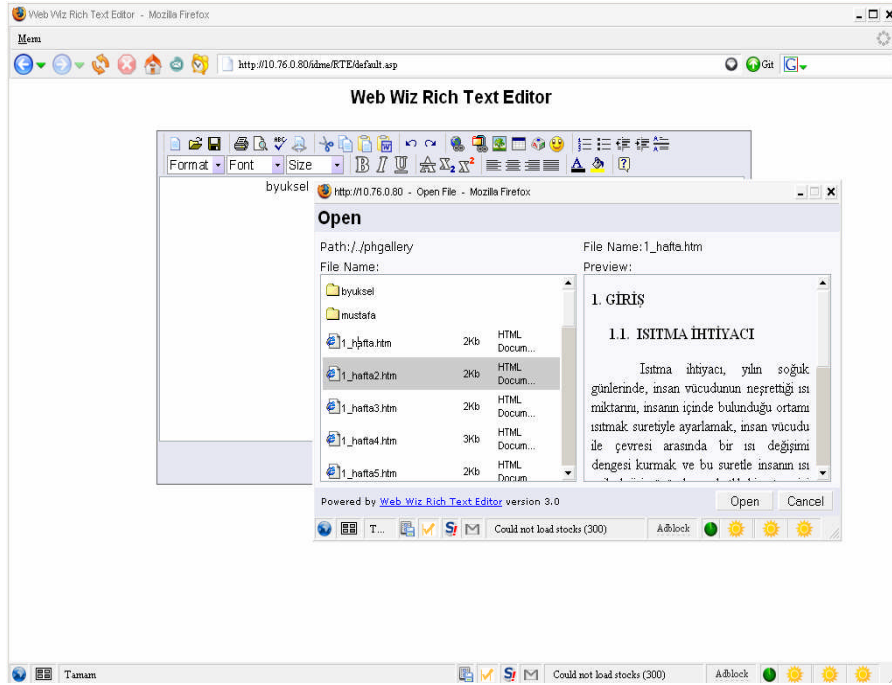 Web Wiz Rich Text Editor - Mozilla Firefox
Menu
http://10.76.0.80/idme/RTE/default.asp
Git
Web Wiz Rich Text Editor
Format Font Size
byuksel
http://10.76.0.80 - Open File - Mozilla Firefox
Open
Path:/../phgallery
File Name:
byuksel
mustafa
1_hafta.htm 2Kb HTML Docum...
1_hafta2.htm 2Kb HTML Docum...
1_hafta3.htm 2Kb HTML Docum...
1_hafta4.htm 3Kb HTML Docum...
1_hafta5.htm 2Kb HTML Docum
File Name:1_hafta.htm
Preview:
1. GİRİŞ
1.1. ISITMA İHTİYACI
Isıtma ihtiyacı, yılın soğuk
günlerinde, insan vücudunun neşrettiği ısı
miktarını, insanın içinde bulunduğu ortamı
ısıtmak suretiyle ayarlamak, insan vücudu
ile çevresi arasında bir ısı değişimi
dengesi kurmak ve bu suretle insanın ısı
Powered by Web Wiz Rich Text Editor version 3.0
Open Cancel
T... Could not load stocks (300) Adblock
Tamam Could not load stocks (300) Adblock